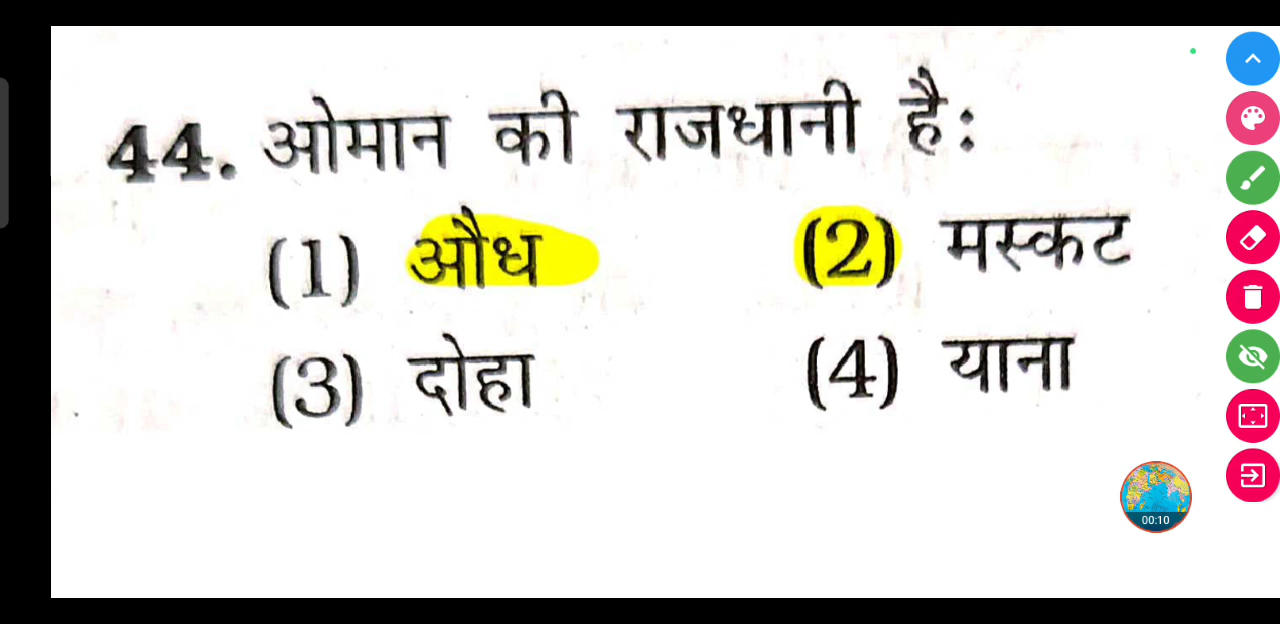 44. ओमान की राजधानी है:
(1) औध (2) मस्कट
(3) दोहा (4) याना
00:10